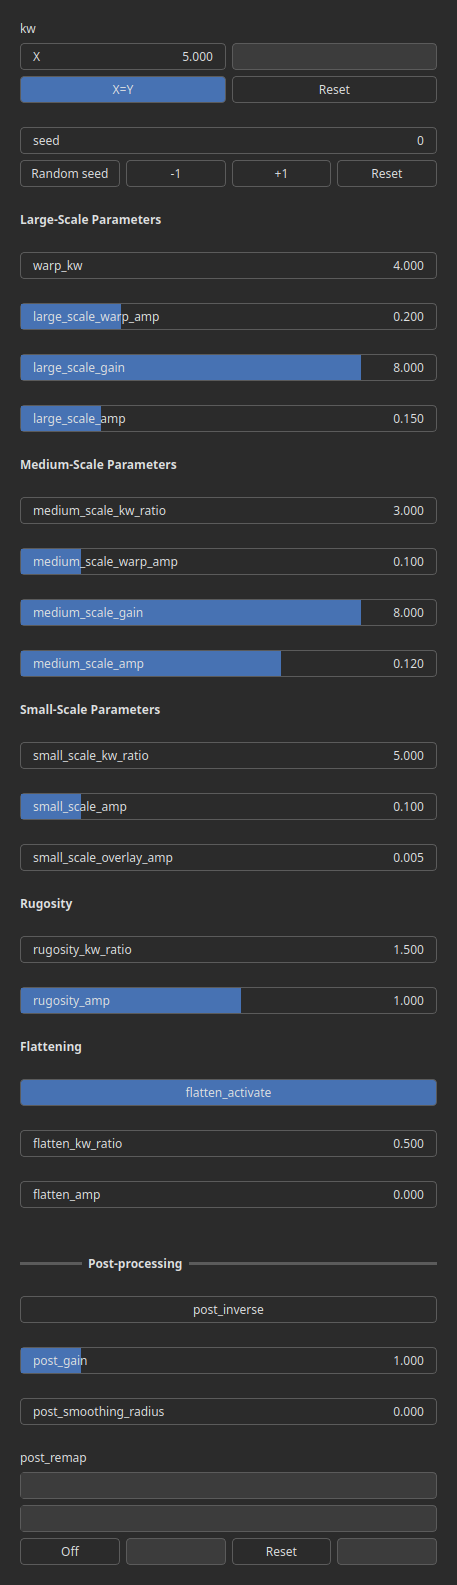 kw
X 5.000
X=Y Reset
seed 0
Random seed -1 +1 Reset
Large-Scale Parameters
warp_kw 4.000
large_scale_warp_amp 0.200
large_scale_gain 8.000
large_scale_amp 0.150
Medium-Scale Parameters
medium_scale_kw_ratio 3.000
medium_scale_warp_amp 0.100
medium_scale_gain 8.000
medium_scale_amp 0.120
Small-Scale Parameters
small_scale_kw_ratio 5.000
small_scale_amp 0.100
small_scale_overlay_amp 0.005
Rugosity
rugosity_kw_ratio 1.500
rugosity_amp 1.000
Flattening
flatten_activate
flatten_kw_ratio 0.500
flatten_amp 0.000
Post-processing
post_inverse
post_gain 1.000
post_smoothing_radius 0.000
post_remap
Off Reset